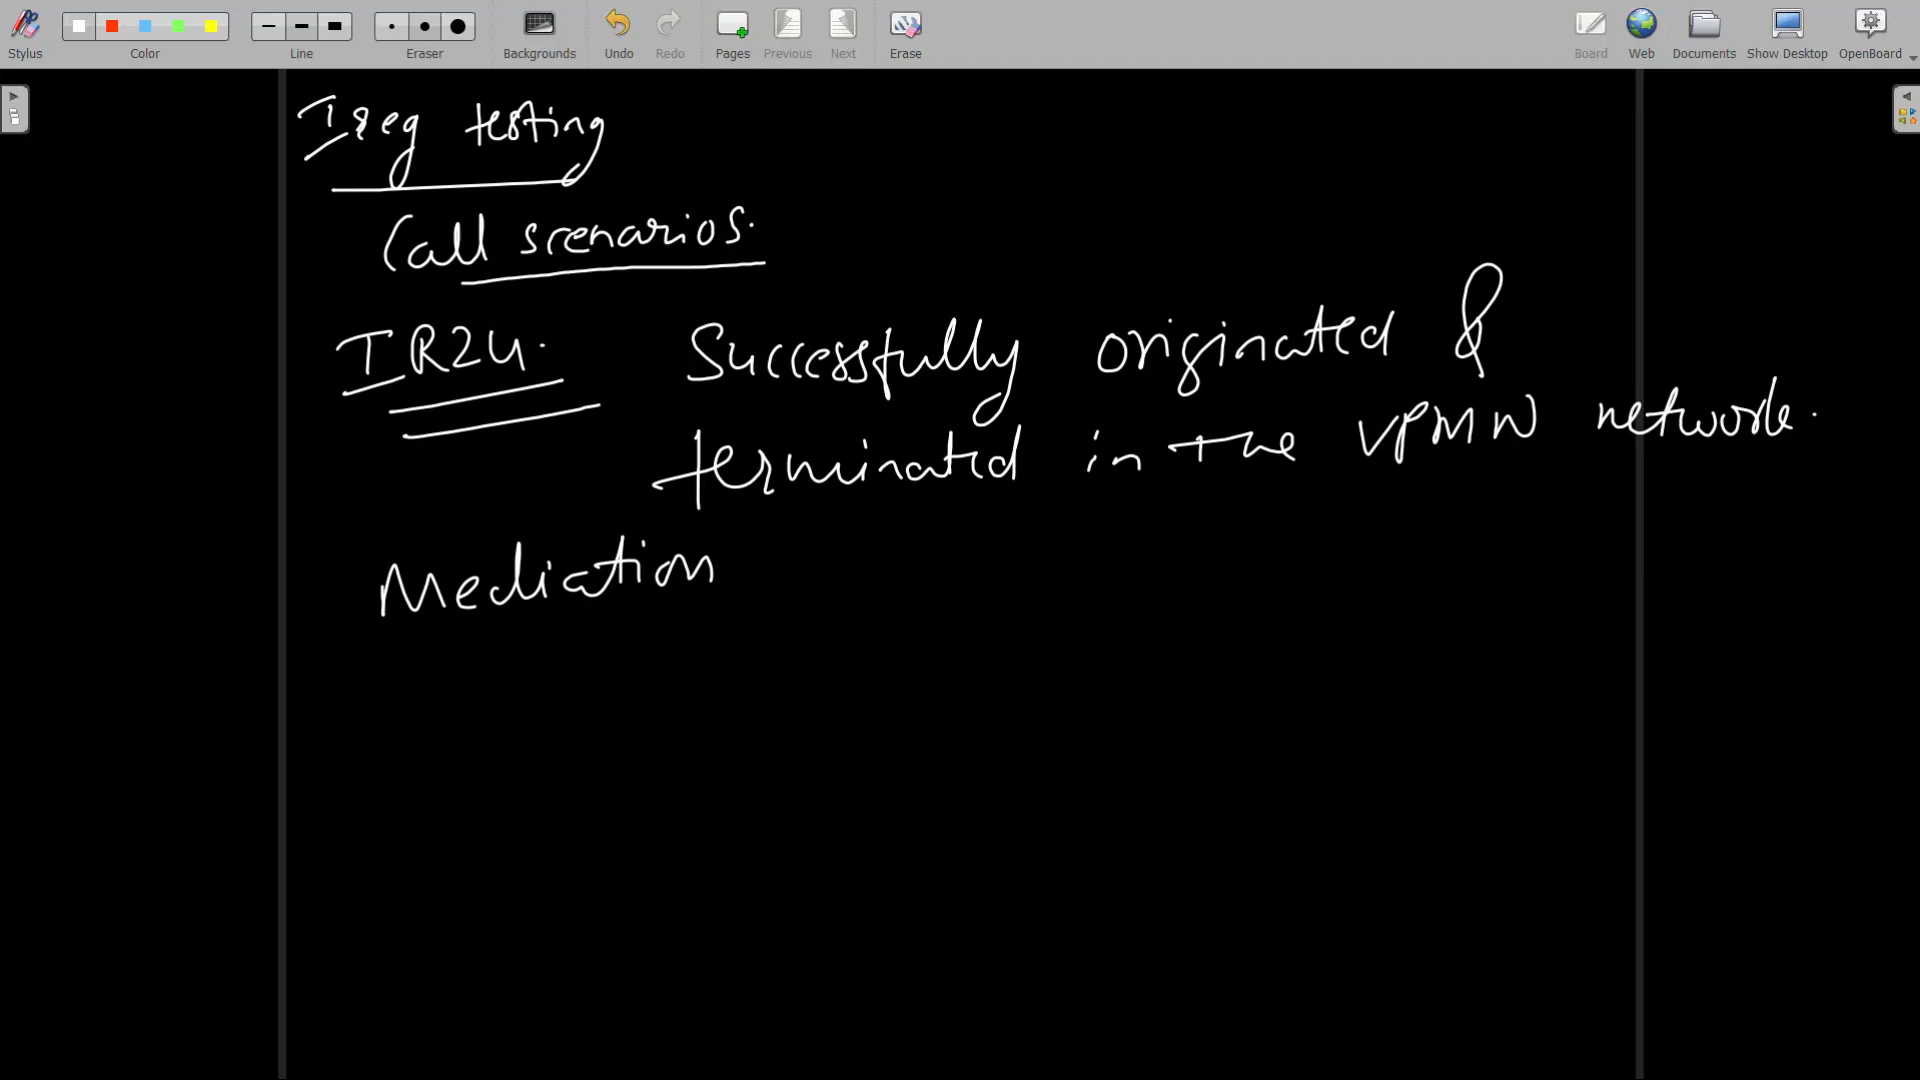 Stylus Color Line Eraser Backgrounds Undo Redo Pages Previous Next Erase Board Web Documents Show Desktop OpenBoard
Ireg testing
Call scenarios.
IR24. Successfully originated &
terminated in the VPMN network.
Mediation